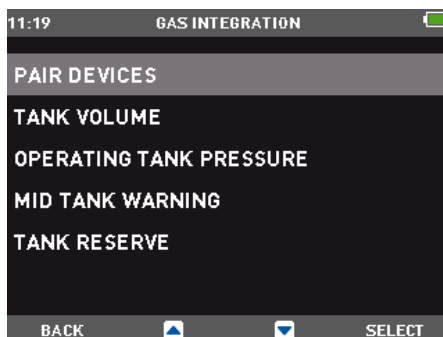 11:19 GAS INTEGRATION
PAIR DEVICES
TANK VOLUME
OPERATING TANK PRESSURE
MID TANK WARNING
TANK RESERVE
BACK SELECT